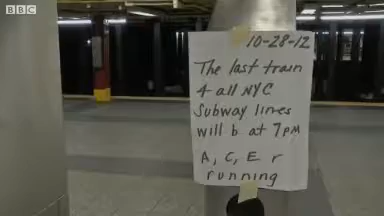 BBC
10-28-12
The last train
4 all NYC
Subway lines
will b at 7PM
A, C, E r
running